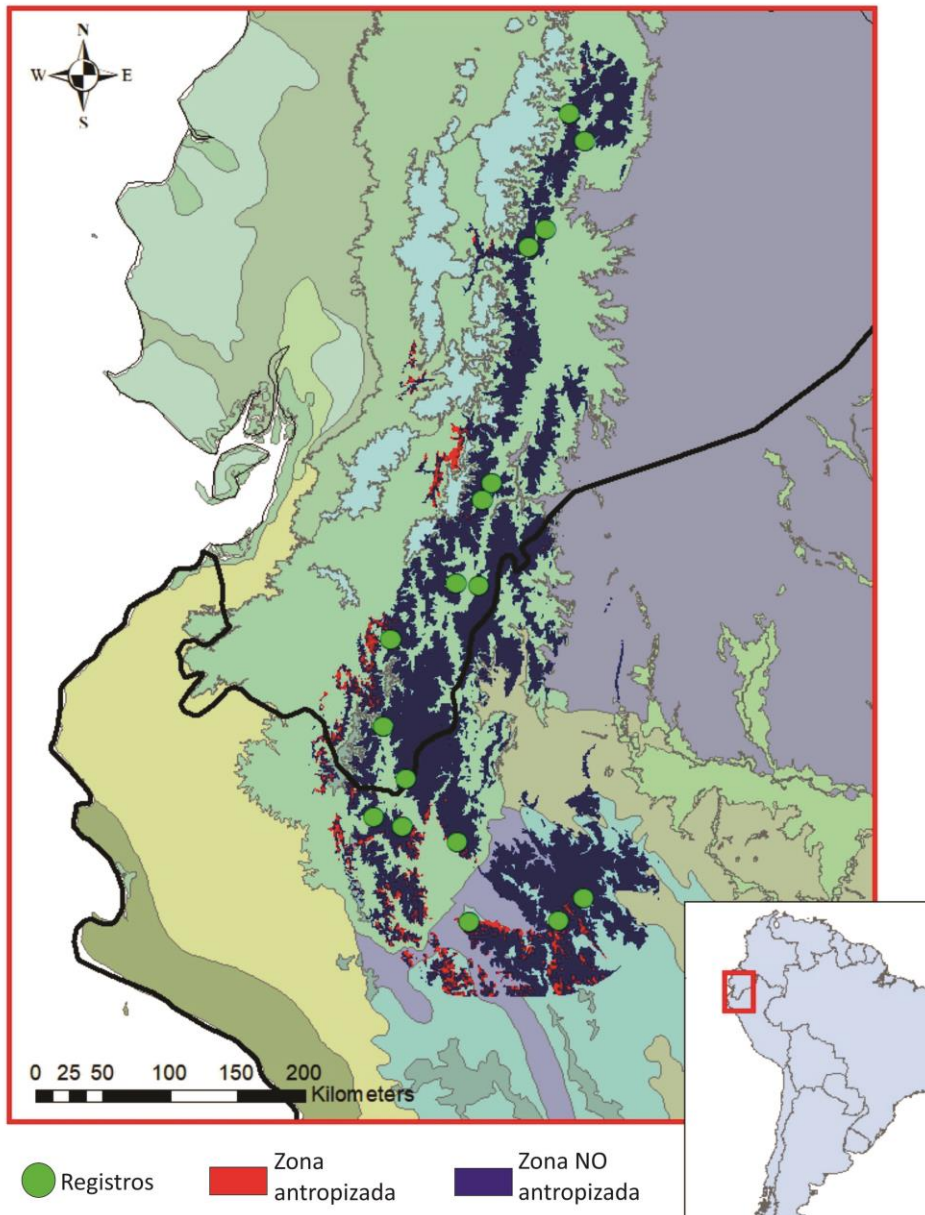 N
W E
S
0 25 50 100 150 200
Kilometers
Registros
Zona
antropizada
Zona NO
antropizada